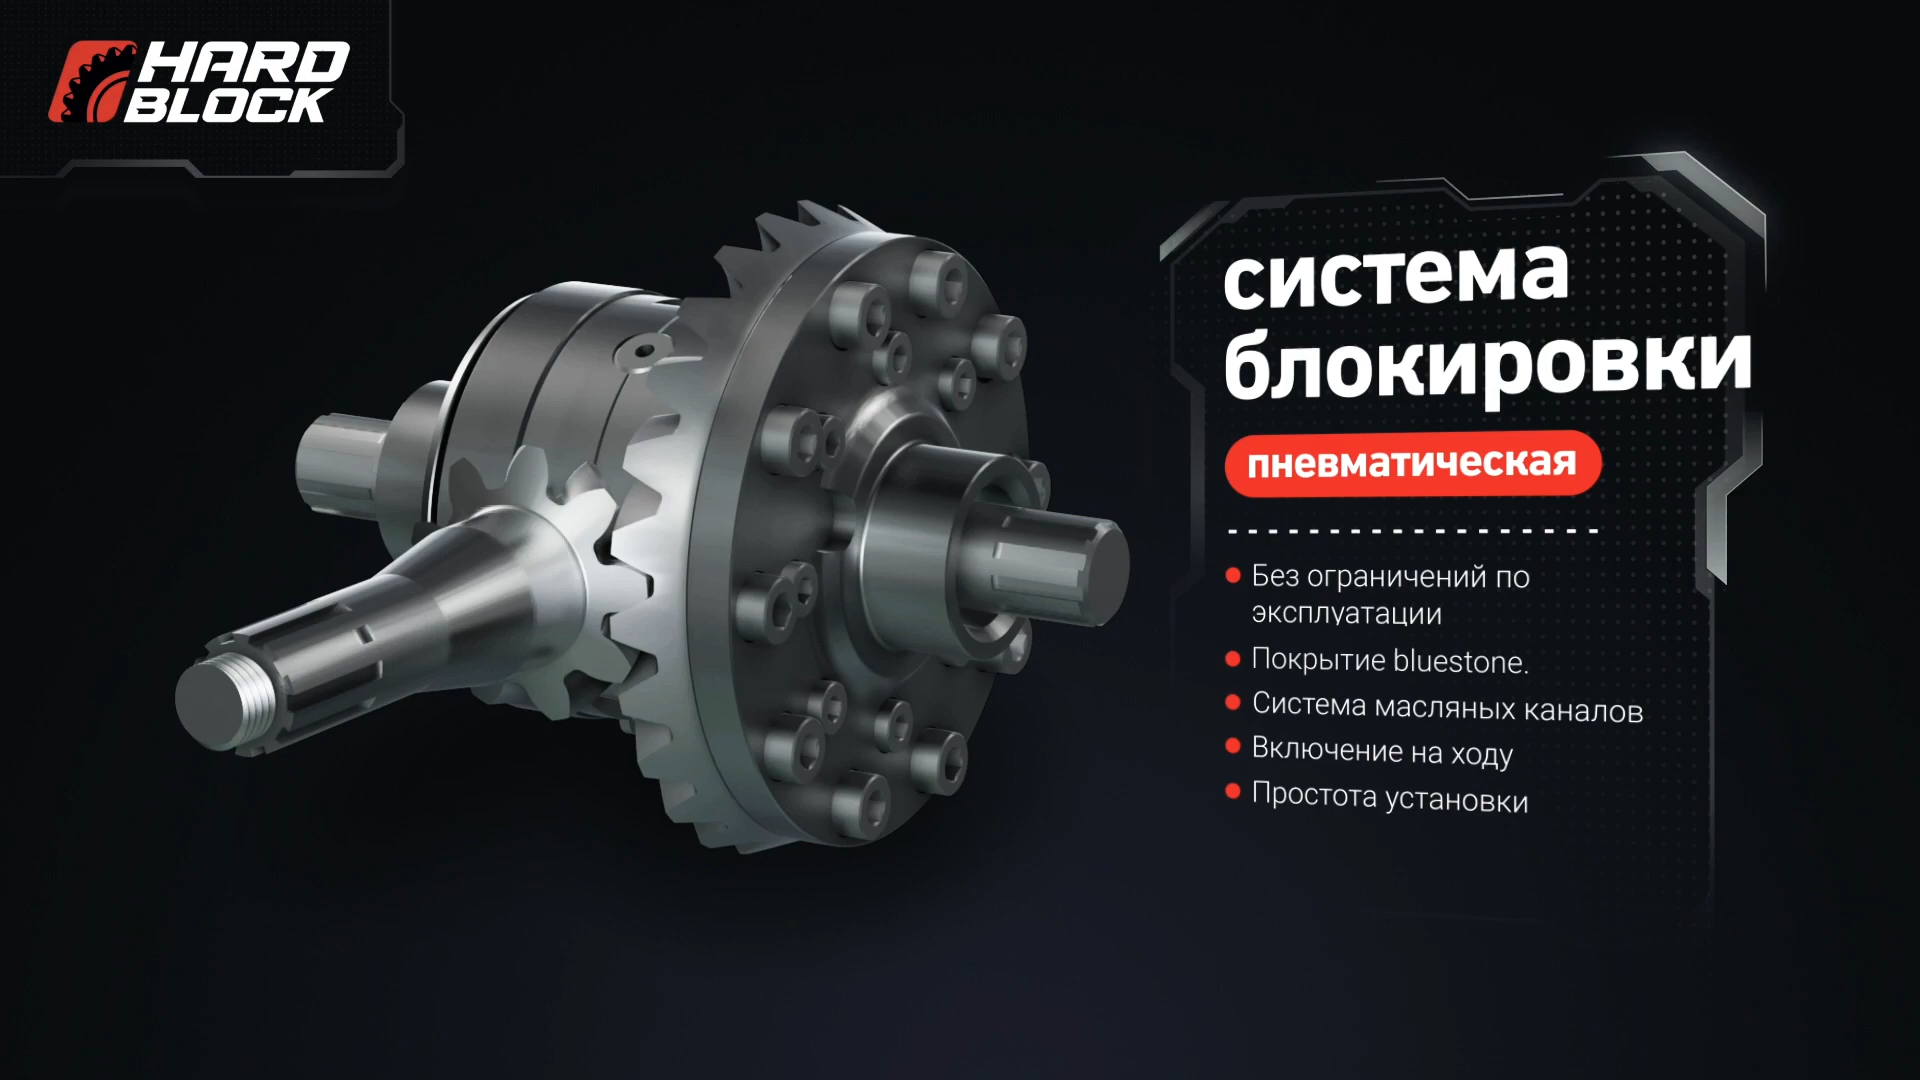 HARD
BLOCK
система
блокировки
пневматическая
Без ограничений по
эксплуатации
Покрытие bluestone.
Система масляных каналов
Включение на ходу
Простота установки